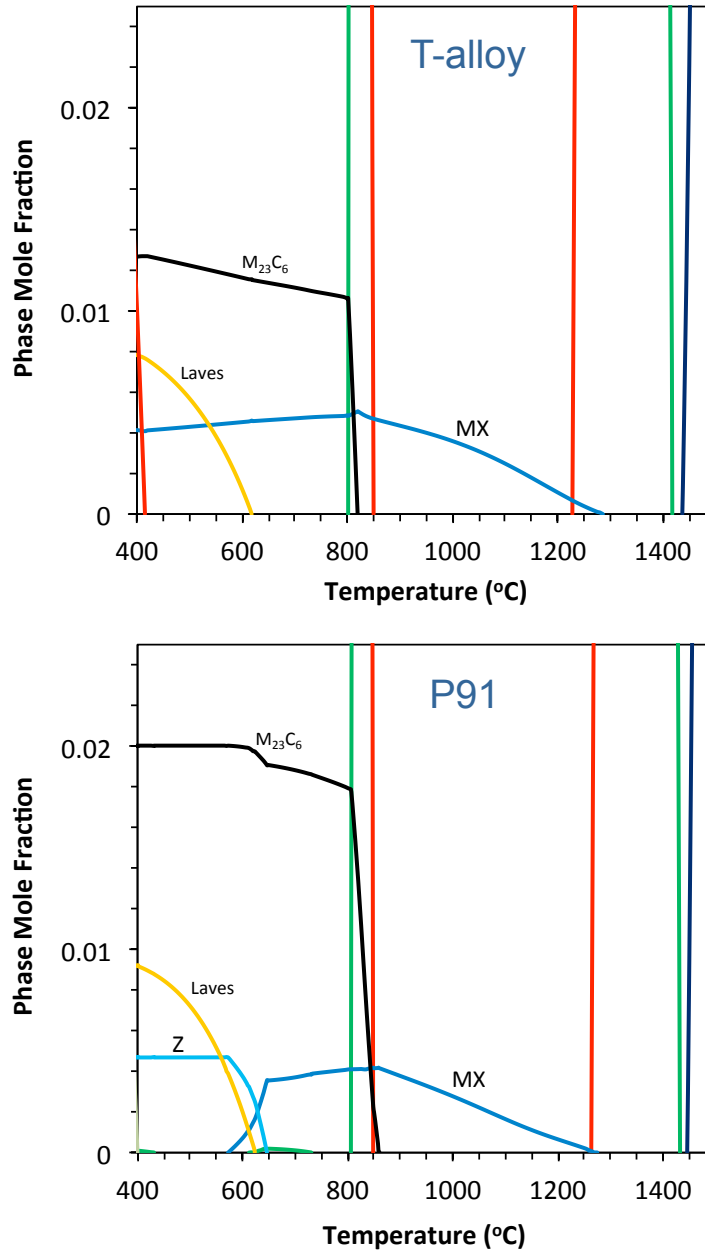 T-alloy
Phase Mole Fraction
0.02
0.01
0
M₂₃C₆
Laves
MX
400 600 800 1000 1200 1400
Temperature (ºC)
P91
Phase Mole Fraction
0.02
0.01
0
M₂₃C₆
Laves
Z
MX
400 600 800 1000 1200 1400
Temperature (ºC)